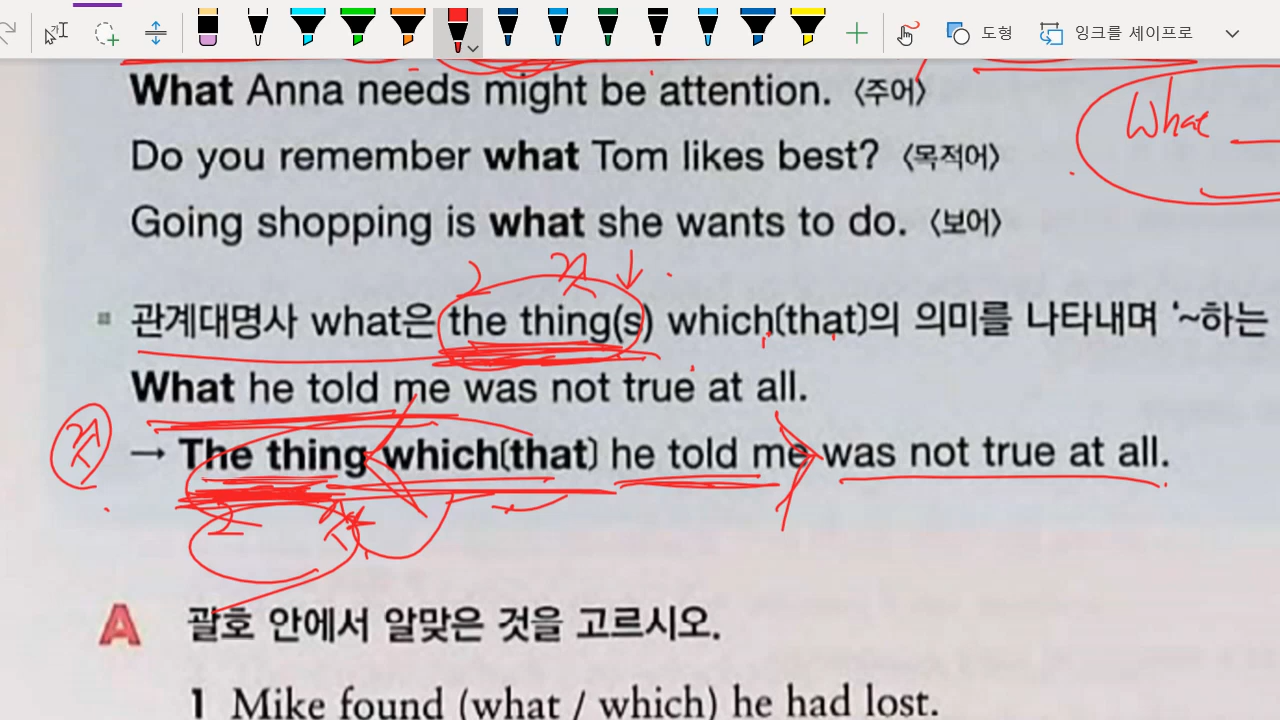 도형
잉크를 셰이프로
What Anna needs might be attention. 〈주어〉
What
Do you remember what Tom likes best? 〈목적어〉
Going shopping is what she wants to do. 〈보어〉
것
관계대명사 what은 the thing(s) which(that)의 의미를 나타내며 ‘~하는
What he told me was not true at all.
것
→ The thing which(that) he told me was not true at all.
A 괄호 안에서 알맞은 것을 고르시오.
1 Mike found (what / which) he had lost.